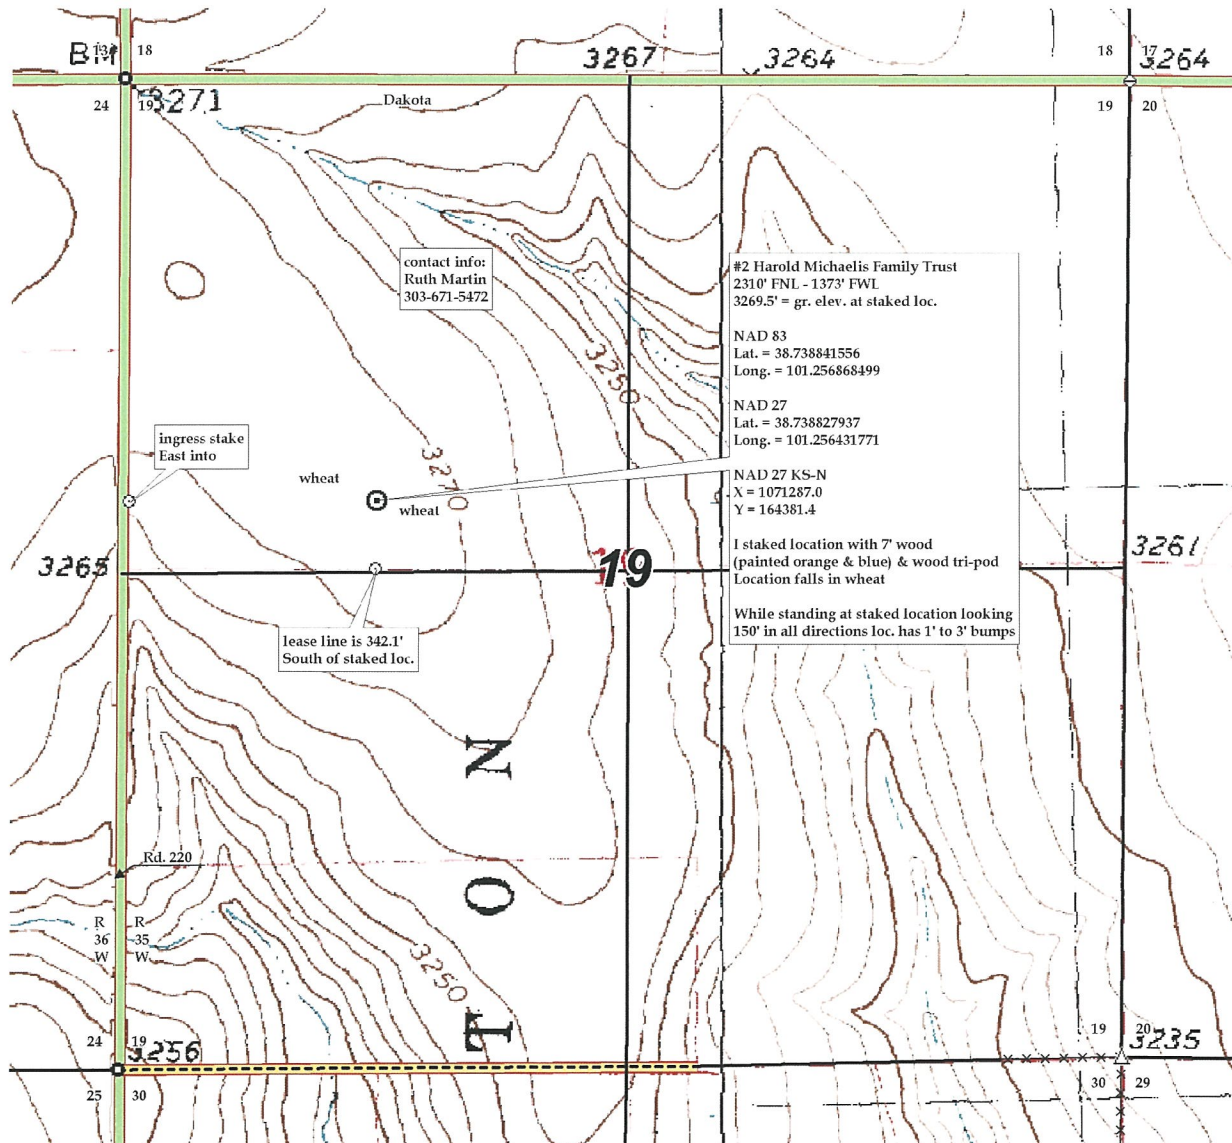 BM
13
18
3267
3264
18
17
3264
24
19
3271
Dakota
19
20
contact info:
Ruth Martin
303-671-5472
#2 Harold Michaelis Family Trust
2310' FNL - 1373' FWL
3269.5' = gr. elev. at staked loc.
NAD 83
Lat. = 38.738841556
Long. = 101.256868499
NAD 27
Lat. = 38.738827937
Long. = 101.256431771
NAD 27 KS-N
X = 1071287.0
Y = 164381.4
I staked location with 7' wood
(painted orange & blue) & wood tri-pod
Location falls in wheat
While standing at staked location looking
150' in all directions loc. has 1' to 3' bumps
3250
ingress stake
East into
wheat
wheat
3270
3265
19
3261
lease line is 342.1'
South of staked loc.
N
O
T
Rd. 220
R
36
W
R
35
W
3250
24
19
3256
25
30
19
20
3235
30
29